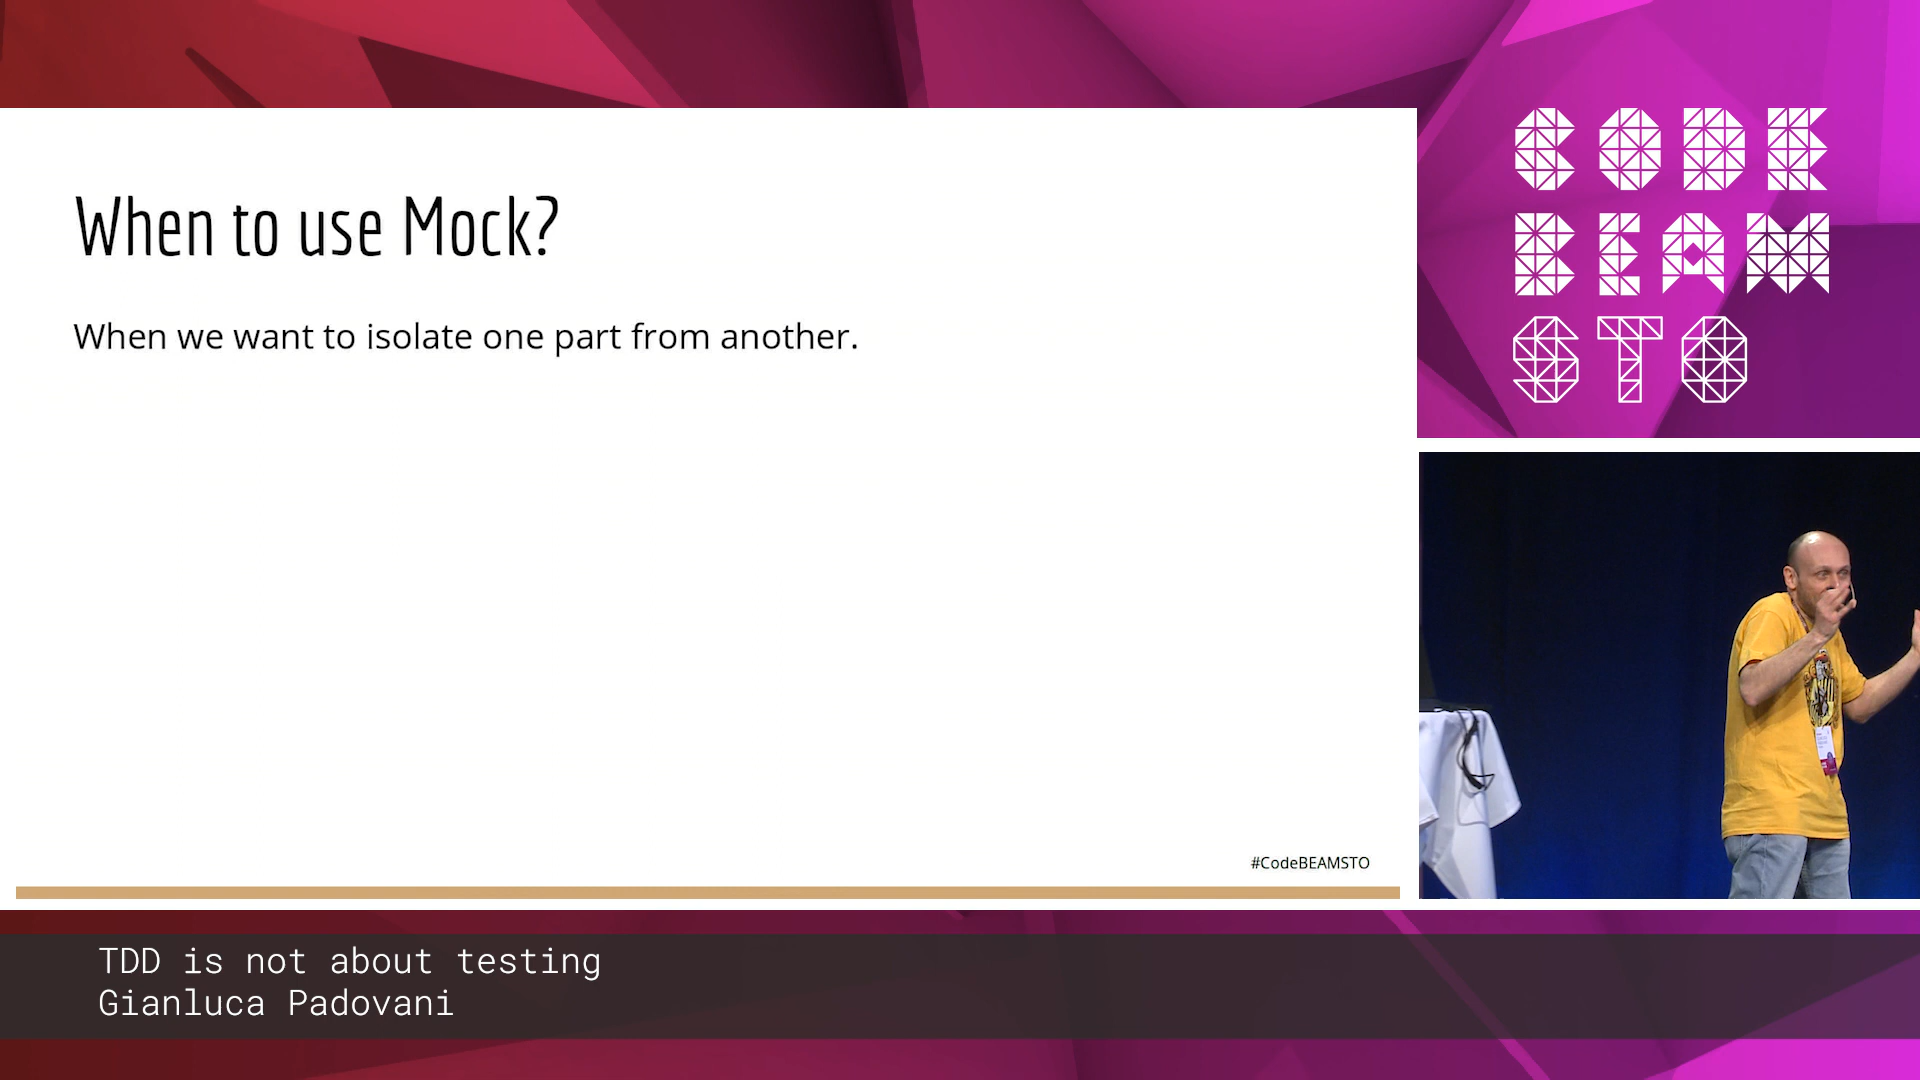 When to use Mock?
When we want to isolate one part from another.
#CodeBEAMSTO
CODE
BEAM
STO
TDD is not about testing
Gianluca Padovani